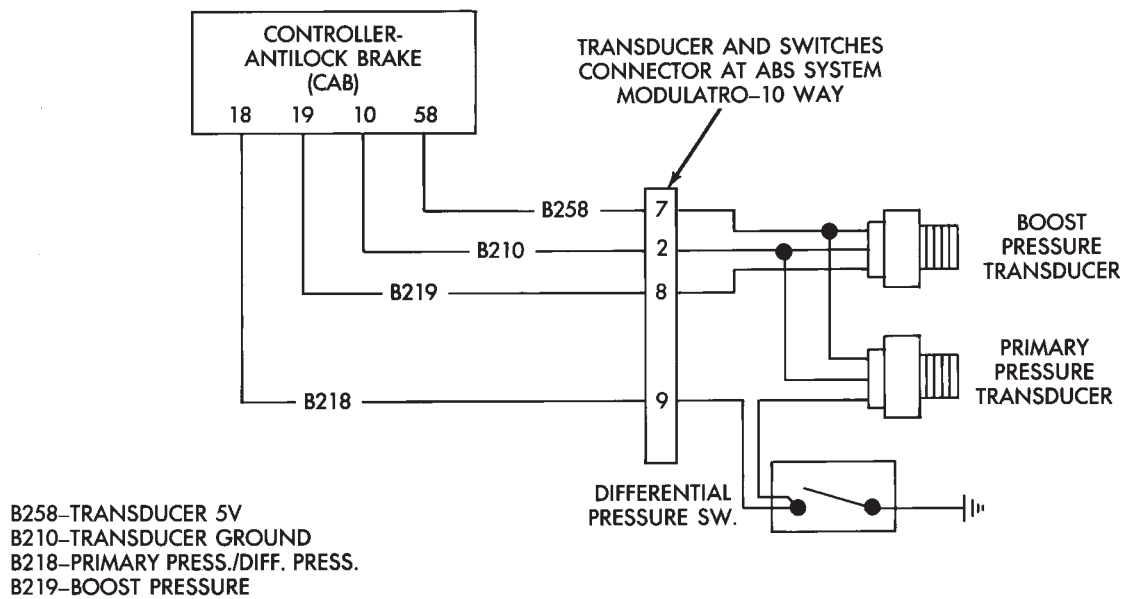 CONTROLLER-
ANTILOCK BRAKE
(CAB)
18 19 10 58
TRANSDUCER AND SWITCHES
CONNECTOR AT ABS SYSTEM
MODULATRO–10 WAY
B258
7
B210
2
B219
8
B218
9
BOOST
PRESSURE
TRANSDUCER
PRIMARY
PRESSURE
TRANSDUCER
DIFFERENTIAL
PRESSURE SW.
B258–TRANSDUCER 5V
B210–TRANSDUCER GROUND
B218–PRIMARY PRESS./DIFF. PRESS.
B219–BOOST PRESSURE